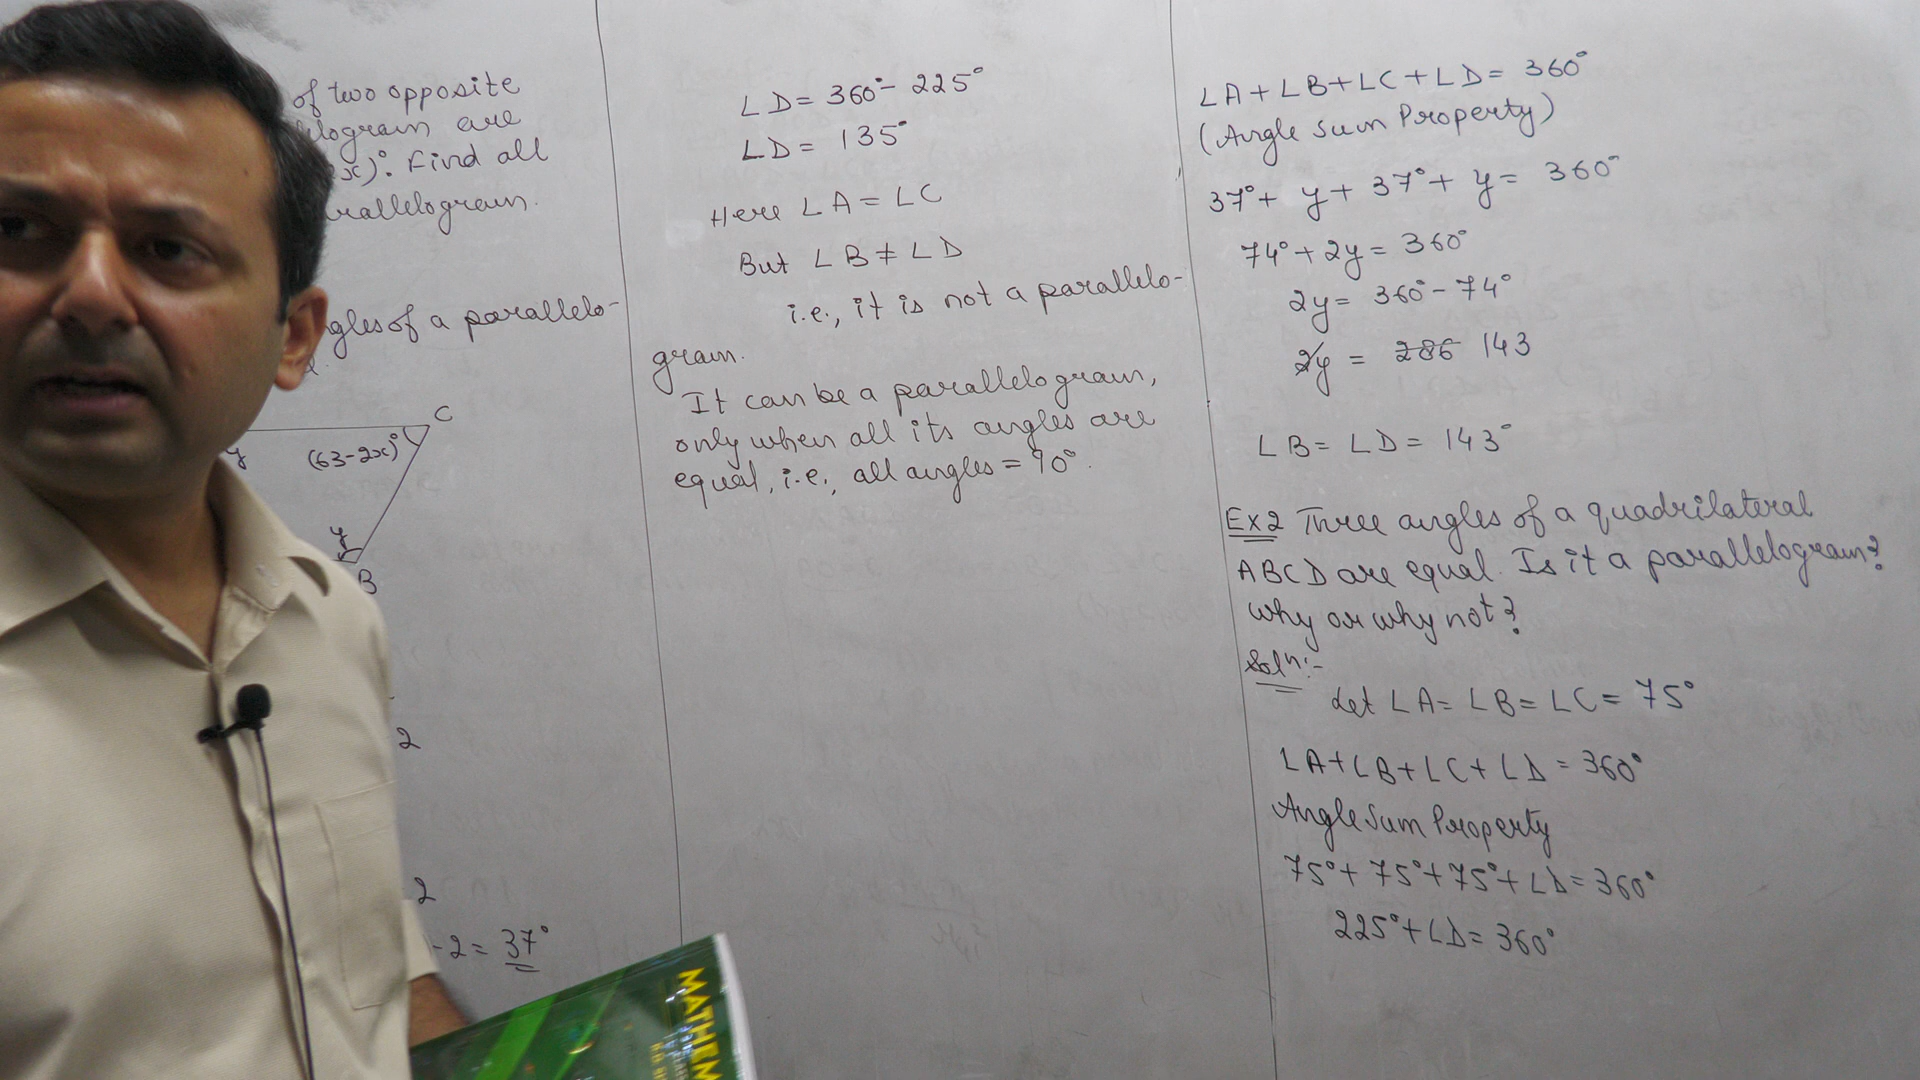 of two opposite
are
x)°. Find all
of a parallelo-
C
(63-2x)°
y
y
B
2
2
-2 = 37°
∠D = 360° - 225°
∠D = 135°
Here ∠A = ∠C
But ∠B ≠ ∠D
i.e., it is not a parallelo-
gram.
It can be a parallelogram,
only when all its angles are
equal, i.e., all angles = 90°.
∠A + ∠B + ∠C + ∠D = 360°
(Angle Sum Property)
37° + y + 37° + y = 360°
74° + 2y = 360°
2y = 360° - 74°
2y = 286 143
∠B = ∠D = 143°
Ex2 Three angles of a quadrilateral
ABCD are equal. Is it a parallelogram?
Why or why not?
Solⁿ:-
Let ∠A = ∠B = ∠C = 75°
∠A + ∠B + ∠C + ∠D = 360°
Angle Sum Property
75° + 75° + 75° + ∠D = 360°
225° + ∠D = 360°
MATHEM